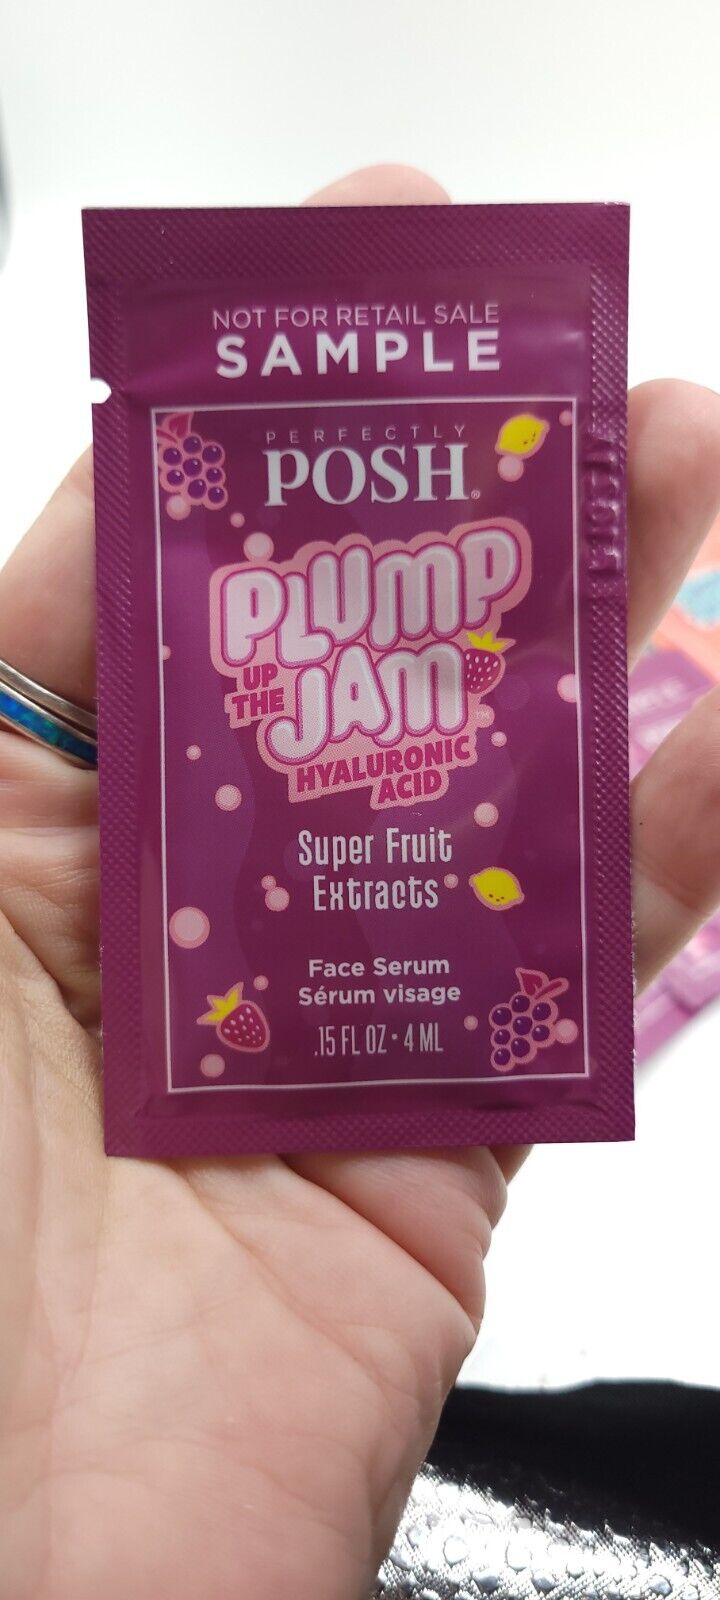 NOT FOR RETAIL SALE
SAMPLE
PERFECTLY
POSH®
PLUMP
UP
THE
JAM™
HYALURONIC
ACID
Super Fruit
Extracts
Face Serum
Sérum visage
.15 FL OZ • 4 ML